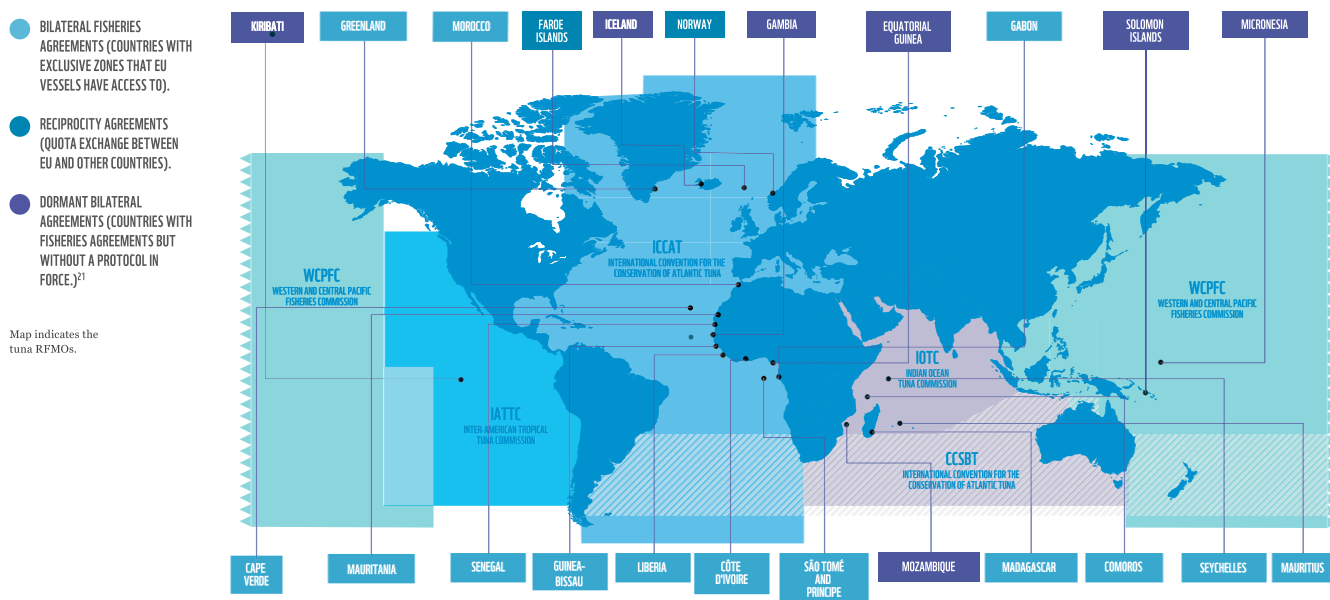 BILATERAL FISHERIES
AGREEMENTS (COUNTRIES WITH
EXCLUSIVE ZONES THAT EU
VESSELS HAVE ACCESS TO).
RECIPROCITY AGREEMENTS
(QUOTA EXCHANGE BETWEEN
EU AND OTHER COUNTRIES).
DORMANT BILATERAL
AGREEMENTS (COUNTRIES WITH
FISHERIES AGREEMENTS BUT
WITHOUT A PROTOCOL IN
FORCE.)21
Map indicates the
tuna RFMOs.
KIRIBATI
GREENLAND
MOROCCO
FAROE
ISLANDS
ICELAND
NORWAY
GAMBIA
EQUATORIAL
GUINEA
GABON
SOLOMON
ISLANDS
MICRONESIA
WCPFC
WESTERN AND CENTRAL PACIFIC
FISHERIES COMMISSION
ICCAT
INTERNATIONAL CONVENTION FOR THE
CONSERVATION OF ATLANTIC TUNA
WCPFC
WESTERN AND CENTRAL PACIFIC
FISHERIES COMMISSION
IOTC
INDIAN OCEAN
TUNA COMMISSION
IATTC
INTER-AMERICAN TROPICAL
TUNA COMMISSION
CCSBT
INTERNATIONAL CONVENTION FOR THE
CONSERVATION OF ATLANTIC TUNA
CAPE
VERDE
MAURITANIA
SENEGAL
GUINEA-
BISSAU
LIBERIA
CÔTE
D'IVOIRE
SÃO TOMÉ
AND
PRINCIPE
MOZAMBIQUE
MADAGASCAR
COMOROS
SEYCHELLES
MAURITIUS